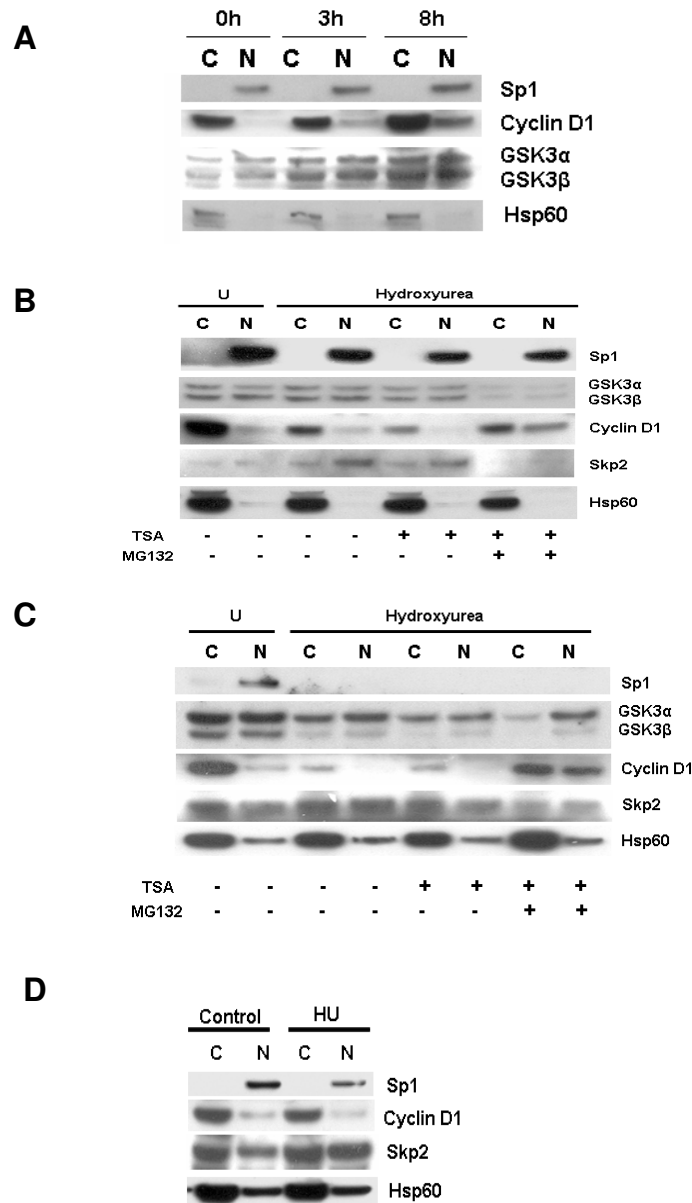 A
0h 3h 8h
C N C N C N
Sp1
Cyclin D1
GSK3α
GSK3β
Hsp60
B
U Hydroxyurea
C N C N C N C N
Sp1
GSK3α
GSK3β
Cyclin D1
Skp2
Hsp60
TSA - - - - + + + +
MG132 - - - - - - + +
C
U Hydroxyurea
C N C N C N C N
Sp1
GSK3α
GSK3β
Cyclin D1
Skp2
Hsp60
TSA - - - - + + + +
MG132 - - - - - - + +
D
Control HU
C N C N
Sp1
Cyclin D1
Skp2
Hsp60